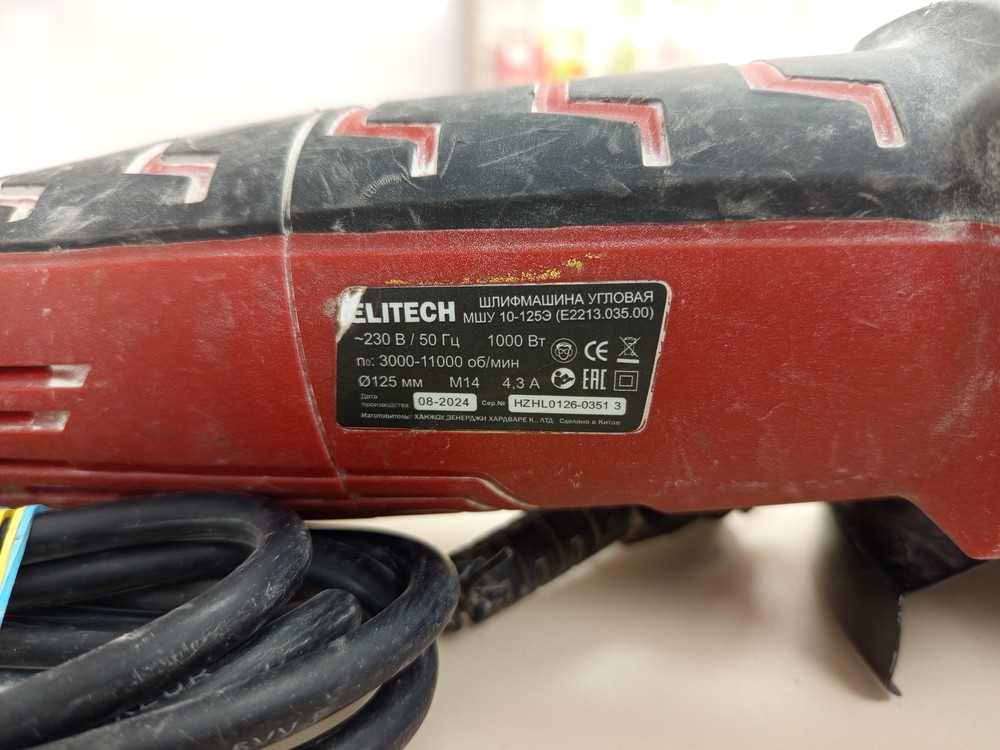 ELITECH ШЛИФМАШИНА УГЛОВАЯ
МШУ 10-125Э (E2213.035.00)
~230 В / 50 Гц 1000 Вт
n₀: 3000-11000 об/мин
CE
Ø125 мм M14 4,3 А
EAC
Дата производства 08-2024 Сер.№ HZHL0126-0351 3
Изготовитель: ХАНЖОУ ЗЕНЕРДЖИ ХАРДВАРЕ К., ЛТД Сделано в Китае